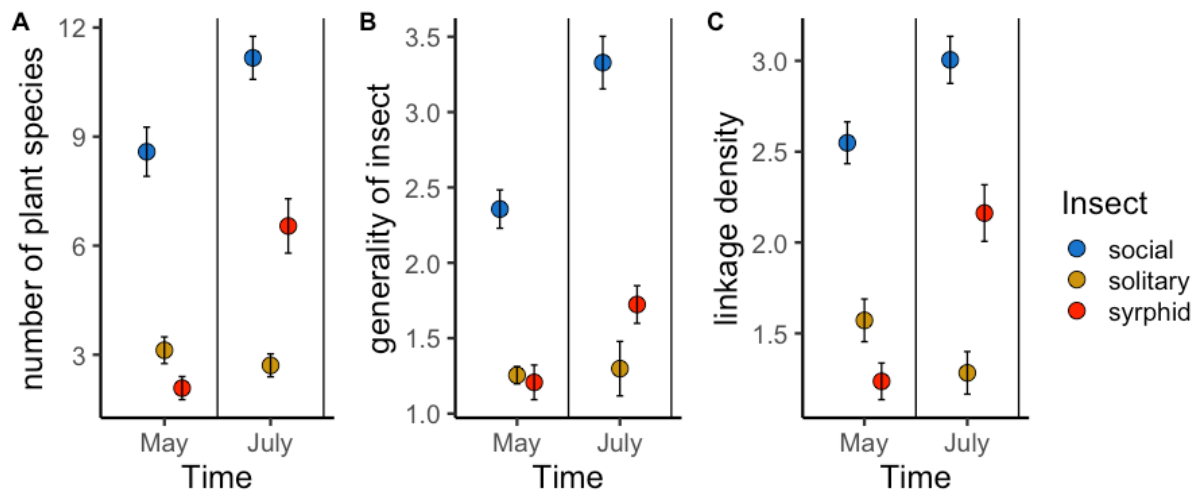 A
number of plant species
12
9
6
3
May July
Time
B
generality of insect
3.5
3.0
2.5
2.0
1.5
1.0
May July
Time
C
linkage density
3.0
2.5
2.0
1.5
May July
Time
Insect
social
solitary
syrphid